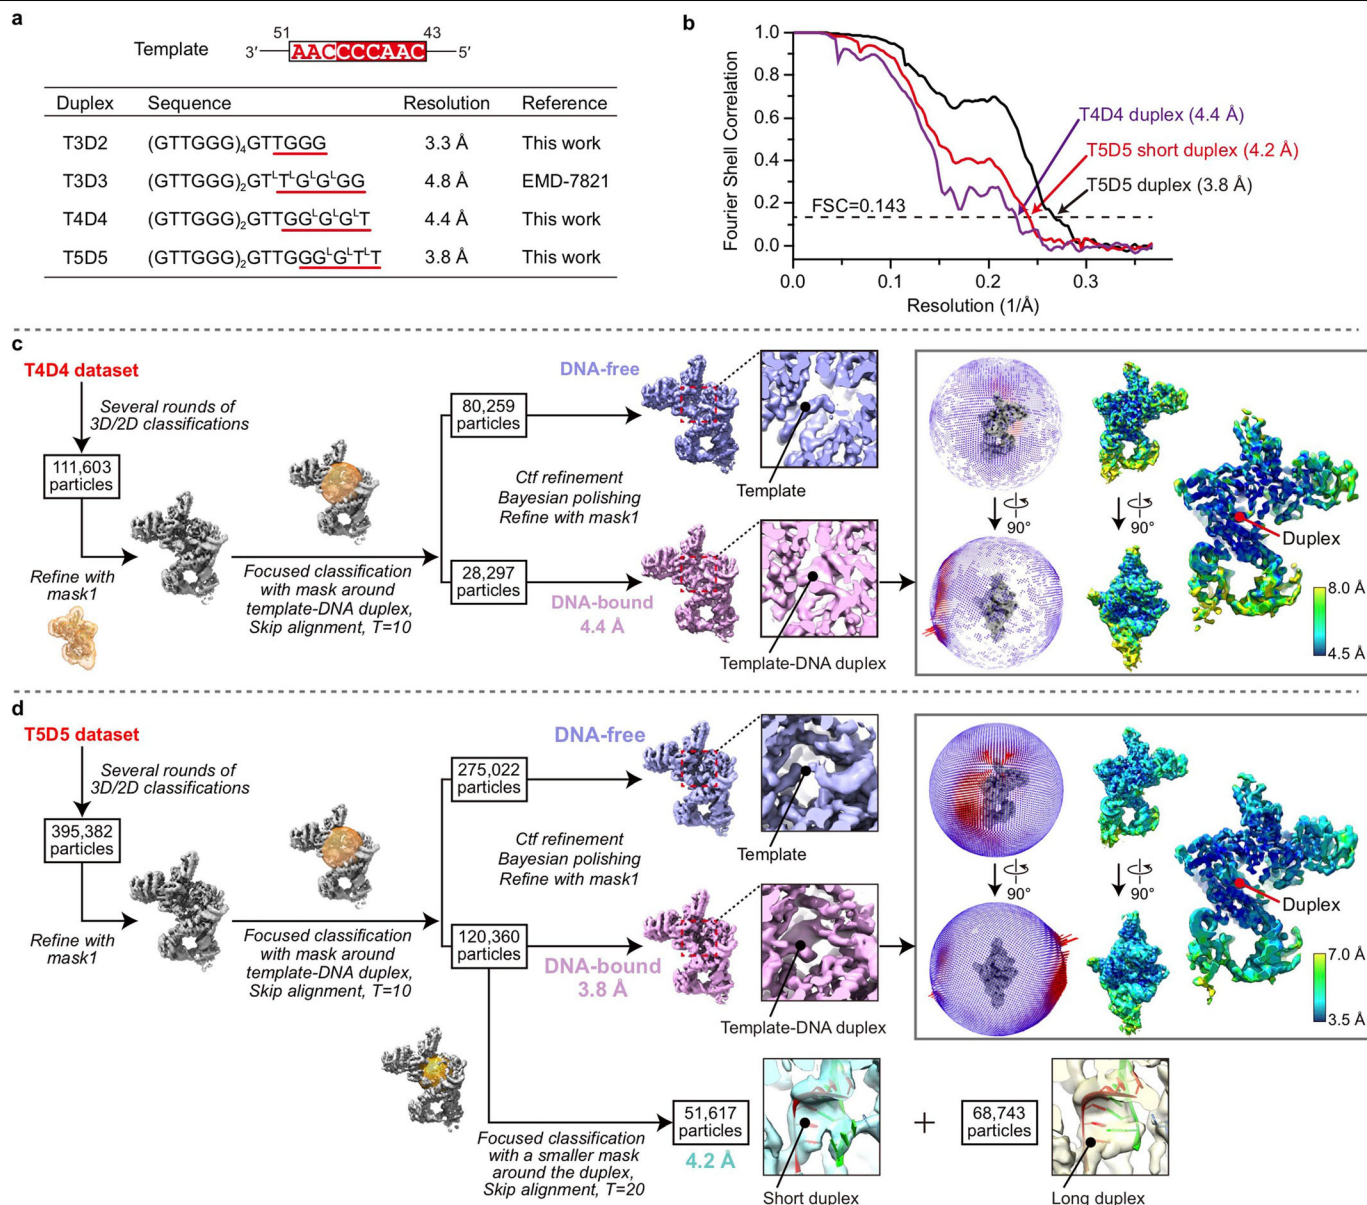 a
51 43
Template 3′ AACCCCAAC 5′
Duplex Sequence Resolution Reference
T3D2 (GTTGGG)₄GTTGGG 3.3 Å This work
T3D3 (GTTGGG)₂GTᴸTᴸGᴸGᴸGG 4.8 Å EMD-7821
T4D4 (GTTGGG)₂GTTGGᴸGᴸGᴸT 4.4 Å This work
T5D5 (GTTGGG)₂GTTGGGᴸGᴸTᴸT 3.8 Å This work
b
Fourier Shell Correlation
1.0
0.8
0.6
0.4
0.2
0.0
FSC=0.143
T4D4 duplex (4.4 Å)
T5D5 short duplex (4.2 Å)
T5D5 duplex (3.8 Å)
0.0 0.1 0.2 0.3
Resolution (1/Å)
c
T4D4 dataset
Several rounds of
3D/2D classifications
111,603
particles
Refine with
mask1
Focused classification
with mask around
template-DNA duplex,
Skip alignment, T=10
80,259
particles
DNA-free
Ctf refinement
Bayesian polishing
Refine with mask1
28,297
particles
DNA-bound
4.4 Å
Template
Template-DNA duplex
90°
90°
Duplex
8.0 Å
4.5 Å
d
T5D5 dataset
Several rounds of
3D/2D classifications
395,382
particles
Refine with
mask1
Focused classification
with mask around
template-DNA duplex,
Skip alignment, T=10
275,022
particles
DNA-free
Ctf refinement
Bayesian polishing
Refine with mask1
120,360
particles
DNA-bound
3.8 Å
Template
Template-DNA duplex
90°
90°
Duplex
7.0 Å
3.5 Å
Focused classification
with a smaller mask
around the duplex,
Skip alignment, T=20
51,617
particles
4.2 Å
Short duplex
+
68,743
particles
Long duplex